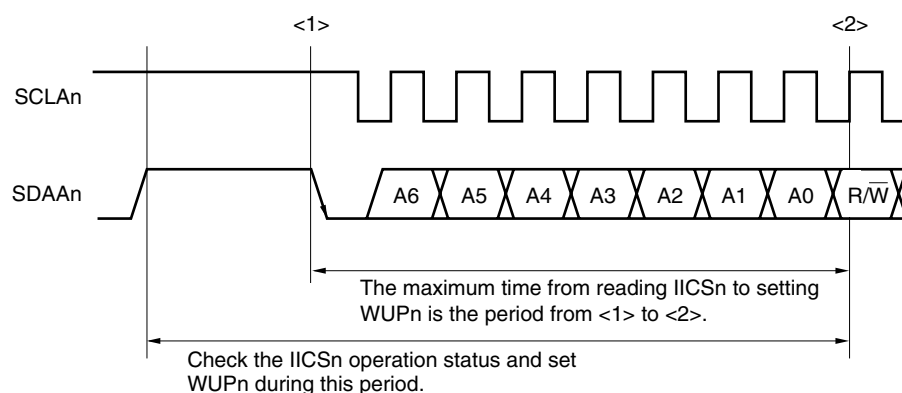 <1> <2>
SCLAn
SDAAn A6 A5 A4 A3 A2 A1 A0 R/W̅
The maximum time from reading IICSn to setting
WUPn is the period from <1> to <2>.
Check the IICSn operation status and set
WUPn during this period.